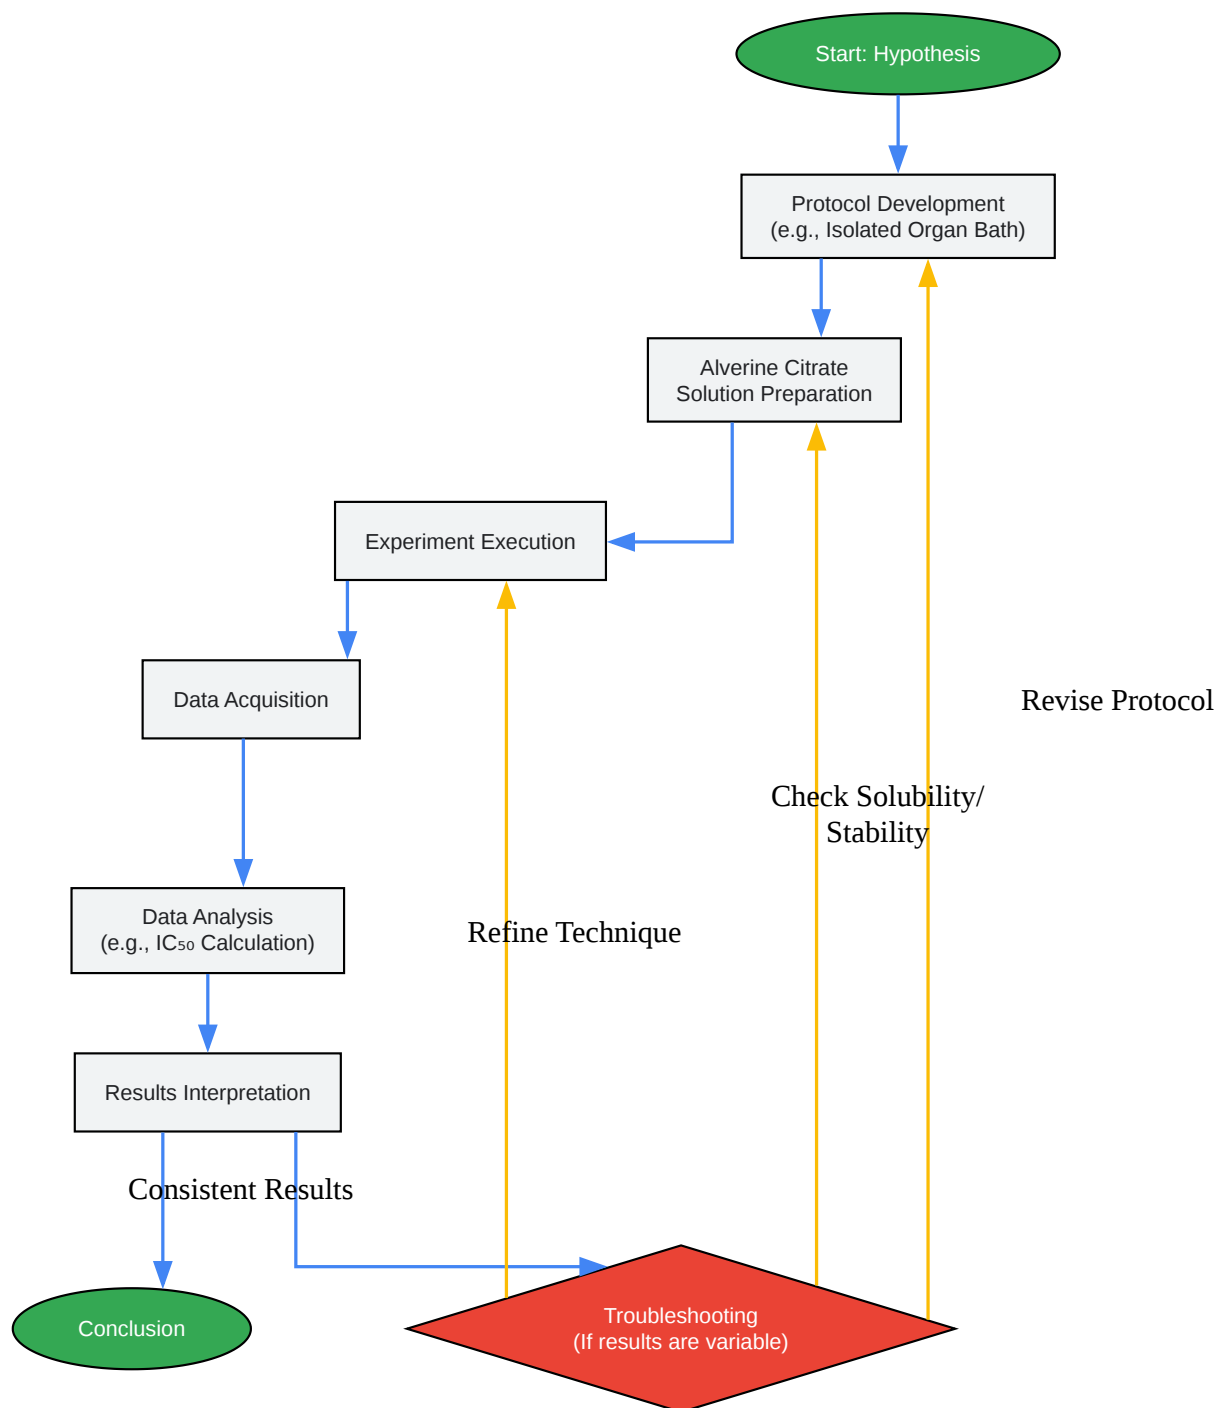 Start: Hypothesis
Protocol Development
(e.g., Isolated Organ Bath)
Alverine Citrate
Solution Preparation
Experiment Execution
Data Acquisition
Revise Protocol
Check Solubility/
Stability
Data Analysis
(e.g., IC₅₀ Calculation)
Refine Technique
Results Interpretation
Consistent Results
Conclusion
Troubleshooting
(If results are variable)